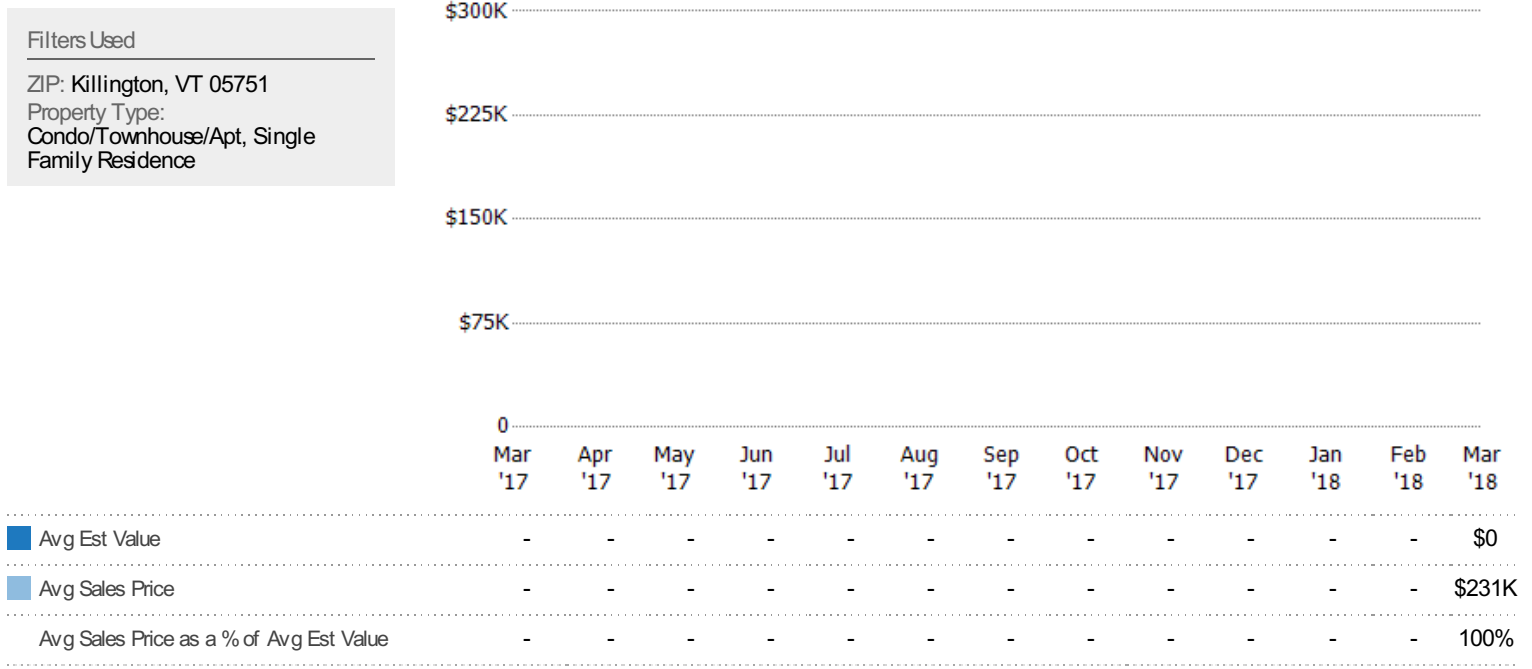 Filters Used
ZIP: Killington, VT 05751
Property Type:
Condo/Townhouse/Apt, Single
Family Residence
$300K
$225K
$150K
$75K
0
Mar Apr May Jun Jul Aug Sep Oct Nov Dec Jan Feb Mar
'17 '17 '17 '17 '17 '17 '17 '17 '17 '17 '18 '18 '18
Avg Est Value - - - - - - - - - - - - $0
Avg Sales Price - - - - - - - - - - - - $231K
Avg Sales Price as a % of Avg Est Value - - - - - - - - - - - - 100%